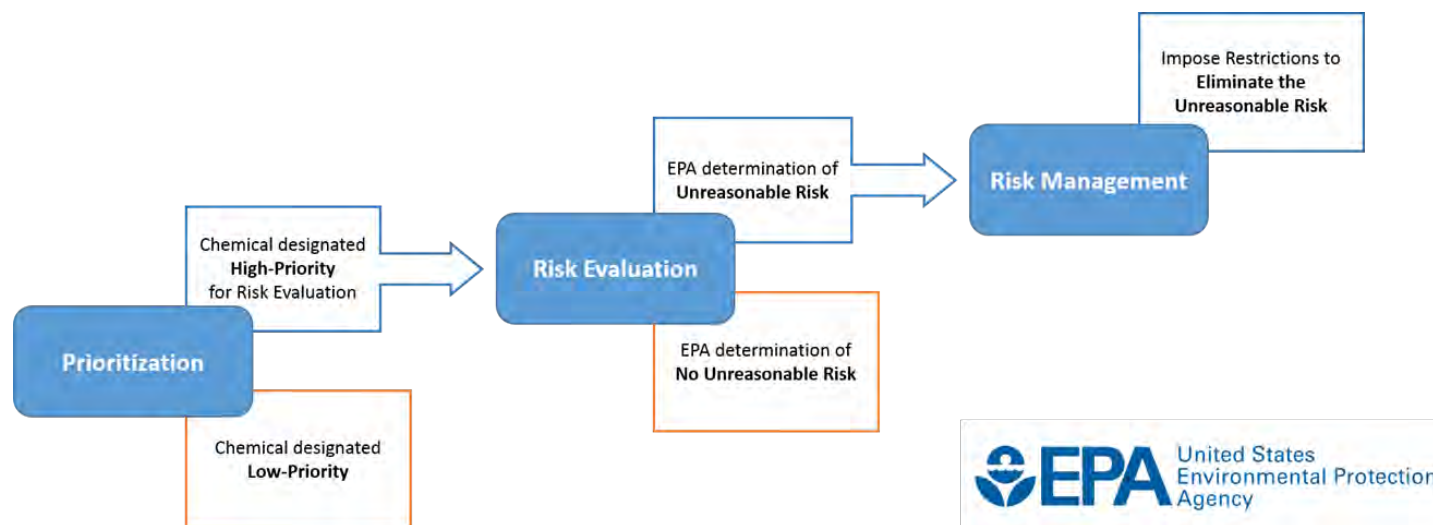 Prioritization
Chemical designated
High-Priority
for Risk Evaluation
Chemical designated
Low-Priority
Risk Evaluation
EPA determination of
Unreasonable Risk
EPA determination of
No Unreasonable Risk
Risk Management
Impose Restrictions to
Eliminate the
Unreasonable Risk
EPA
United States
Environmental Protection
Agency